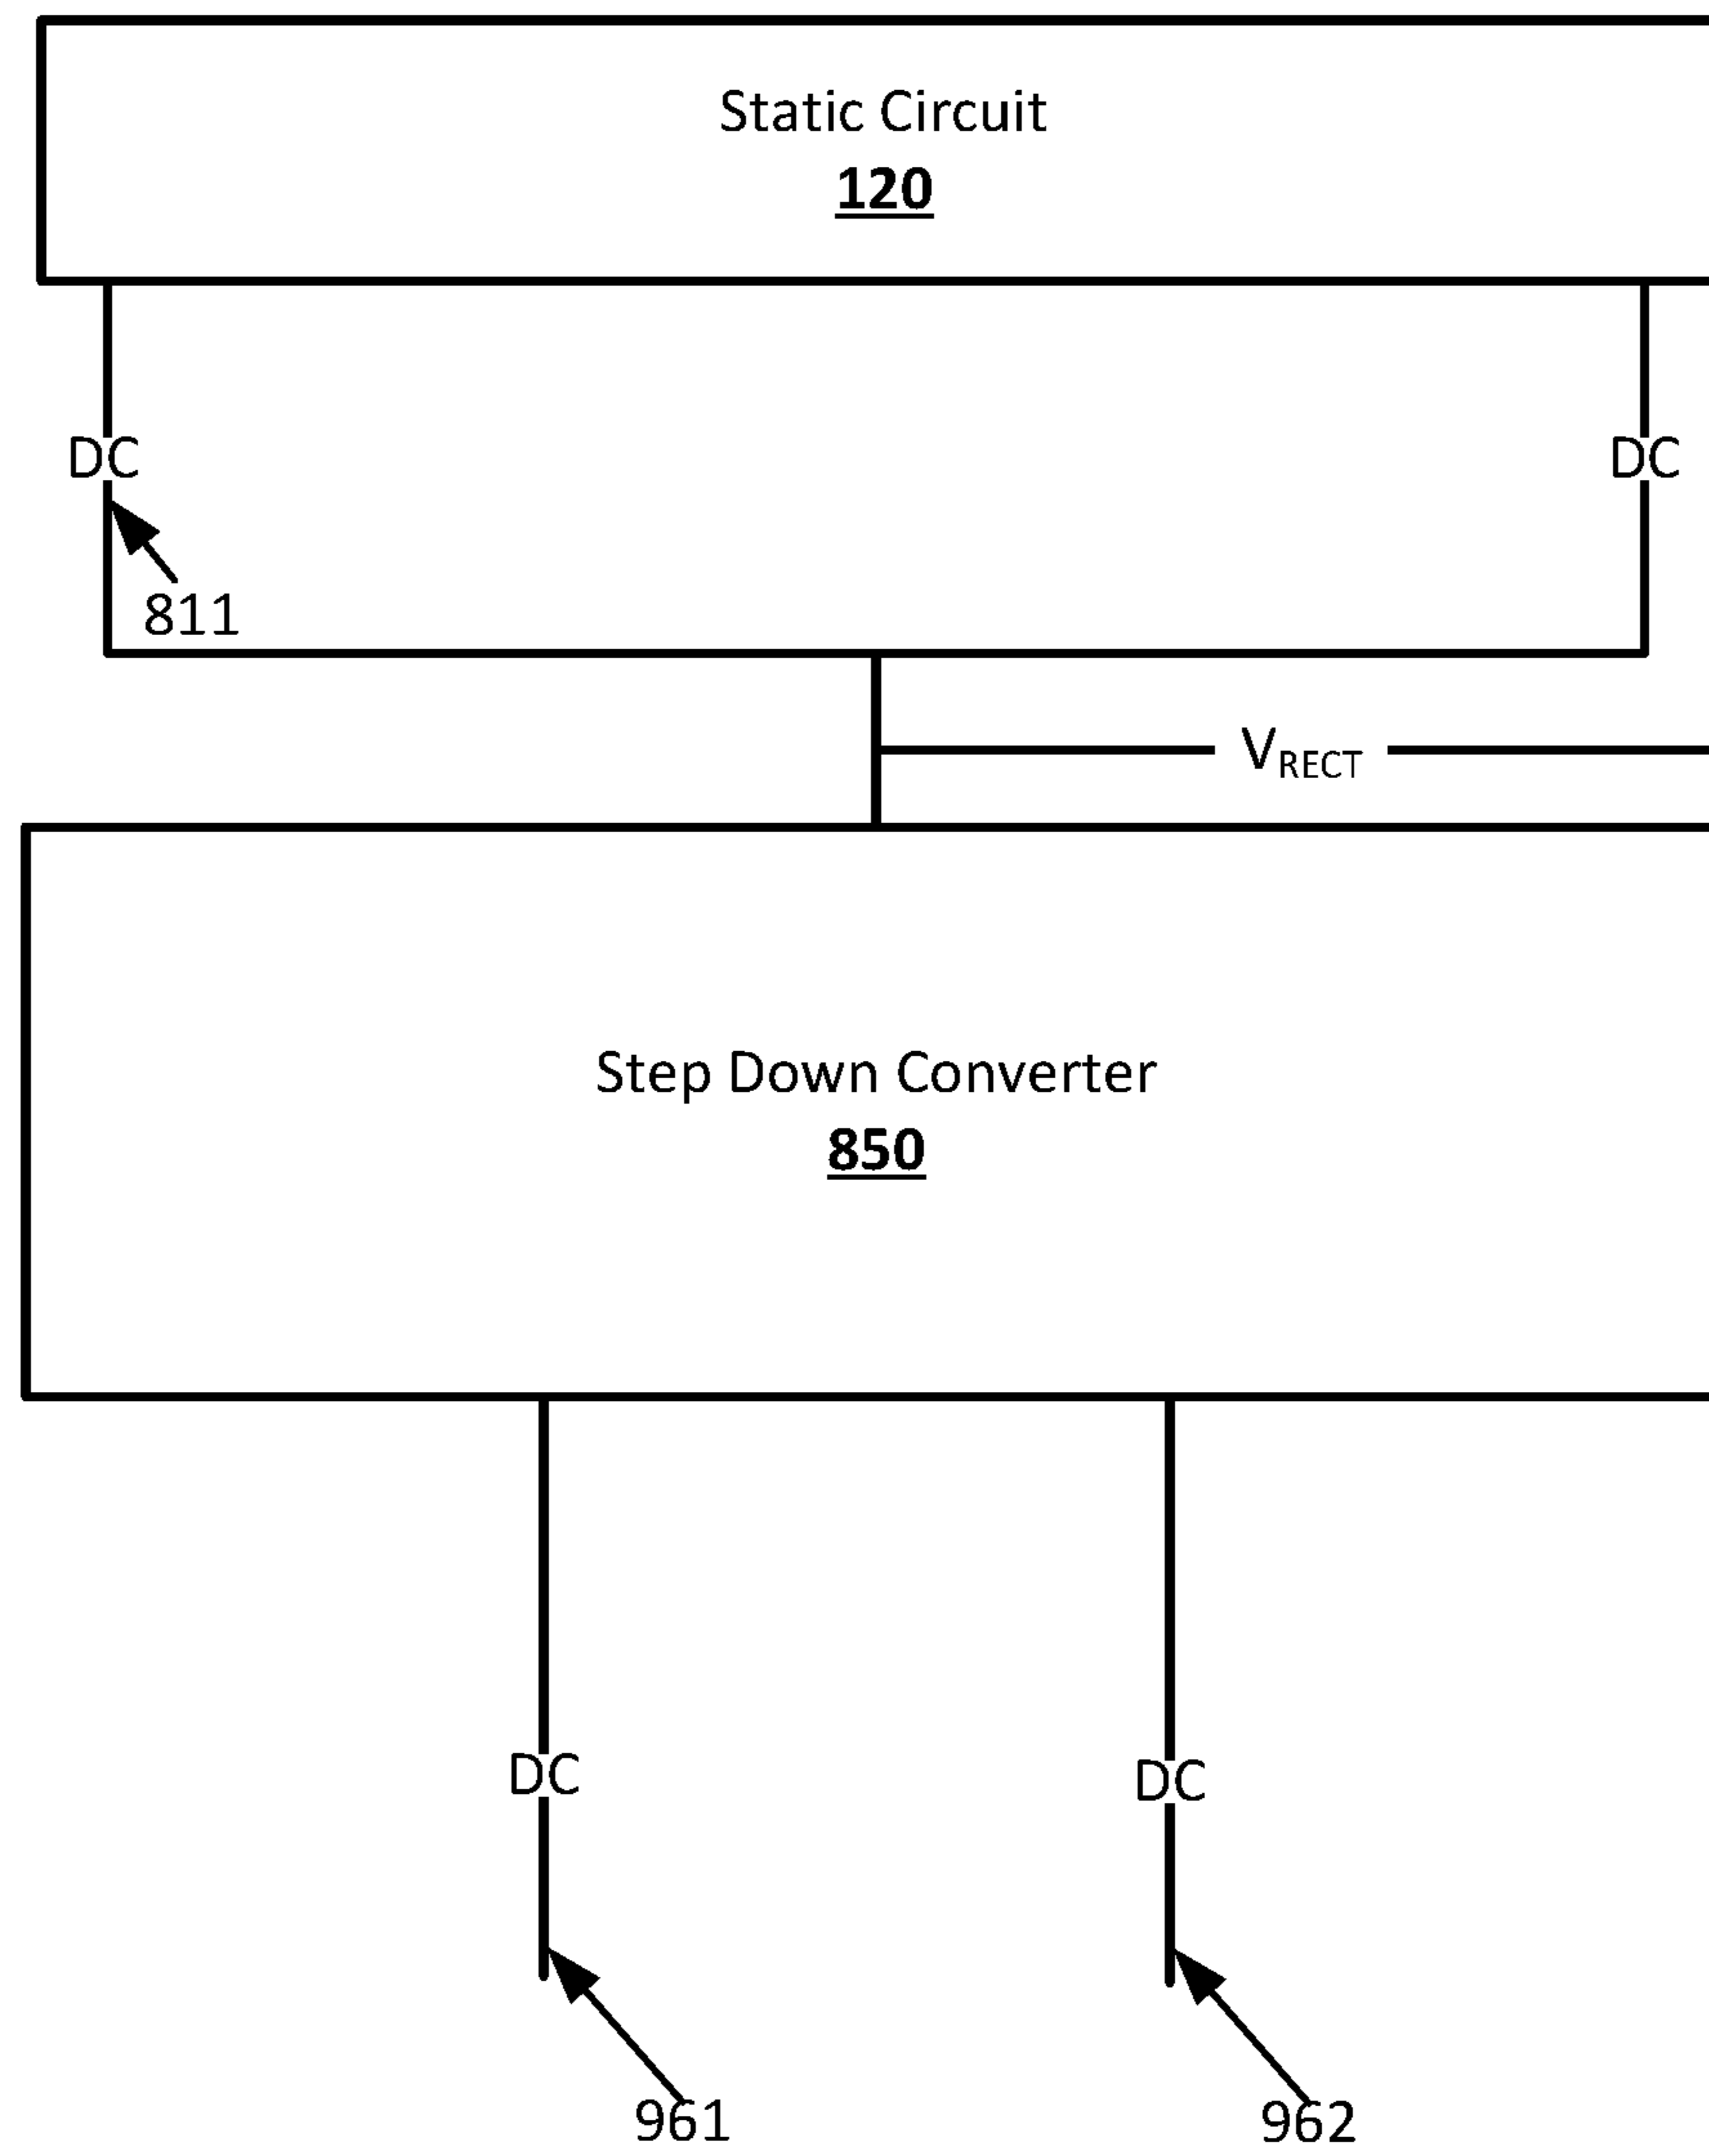 Static Circuit
120
DC
DC
811
VRECT
Step Down Converter
850
DC
DC
961
962